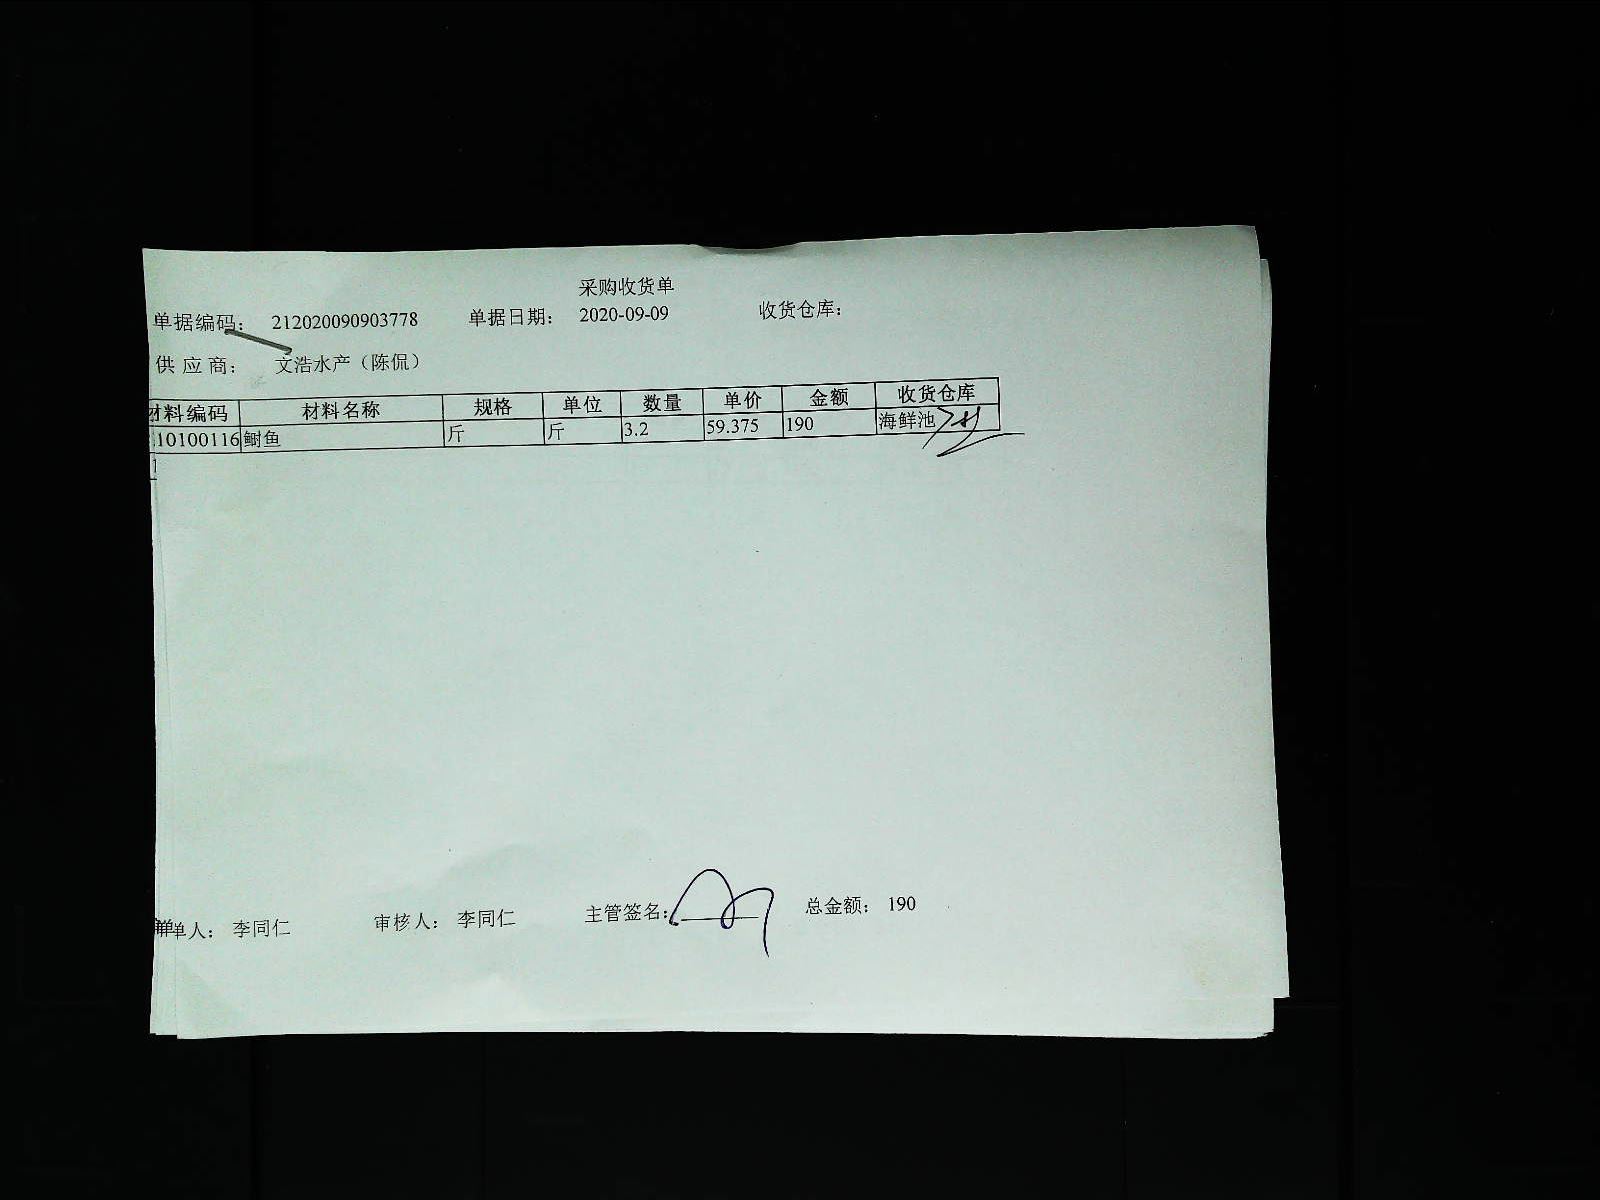 采购收货单
单据编码： 212020090903778 单据日期： 2020-09-09 收货仓库：
供应商： 文浩水产（陈侃）
材料编码 材料名称 规格 单位 数量 单价 金额 收货仓库
10100116 鲥鱼 斤 斤 3.2 59.375 190 海鲜池
单人： 李同仁 审核人： 李同仁 主管签名： 总金额： 190